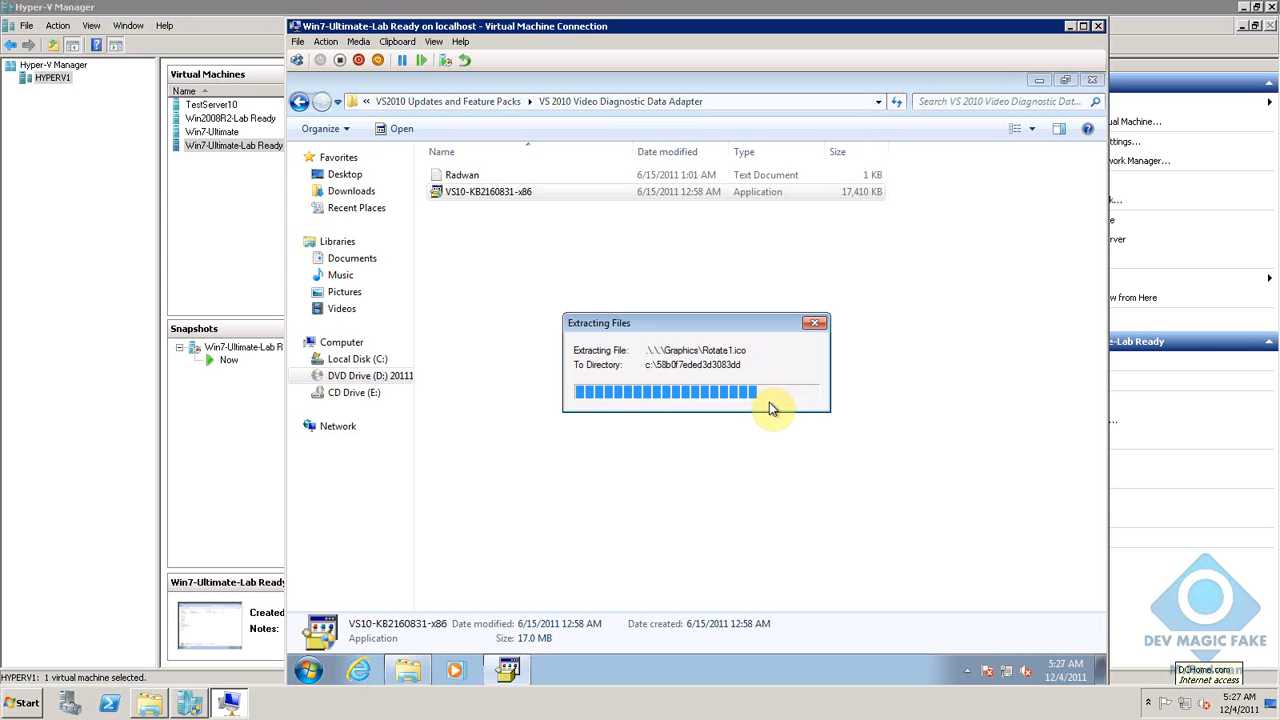 Hyper-V Manager
File Action View Window Help
Hyper-V Manager
HYPERV1
Virtual Machines
Name
TestServer10
Win2008R2-Lab Ready
Win7-Ultimate
Win7-Ultimate-Lab Ready
Snapshots
Win7-Ultimate-Lab R
Now
Win7-Ultimate-Lab Ready
Created
Notes:
HYPERV1: 1 virtual machine selected.
Win7-Ultimate-Lab Ready on localhost - Virtual Machine Connection
File Action Media Clipboard View Help
VS2010 Updates and Feature Packs VS 2010 Video Diagnostic Data Adapter
Search VS 2010 Video Diagnostic Dat...
Organize Open
Favorites
Desktop
Downloads
Recent Places
Libraries
Documents
Music
Pictures
Videos
Computer
Local Disk (C:)
DVD Drive (D:) 20111
CD Drive (E:)
Network
Name Date modified Type Size
Radwan 6/15/2011 1:01 AM Text Document 1 KB
VS10-KB2160831-x86 6/15/2011 12:58 AM Application 17,410 KB
Extracting Files
Extracting File: .\.\.\Graphics\Rotate1.ico
To Directory: c:\58b0f7eded3d3083dd
VS10-KB2160831-x86 Date modified: 6/15/2011 12:58 AM Date created: 6/15/2011 12:58 AM
Application Size: 17.0 MB
5:27 AM
12/4/2011
ual Machine...
ttings...
work Manager...
k...
erver
w from Here
e-Lab Ready
DEV MAGIC FAKE
DCHome.com
Internet access
Start
5:27 AM
12/4/2011